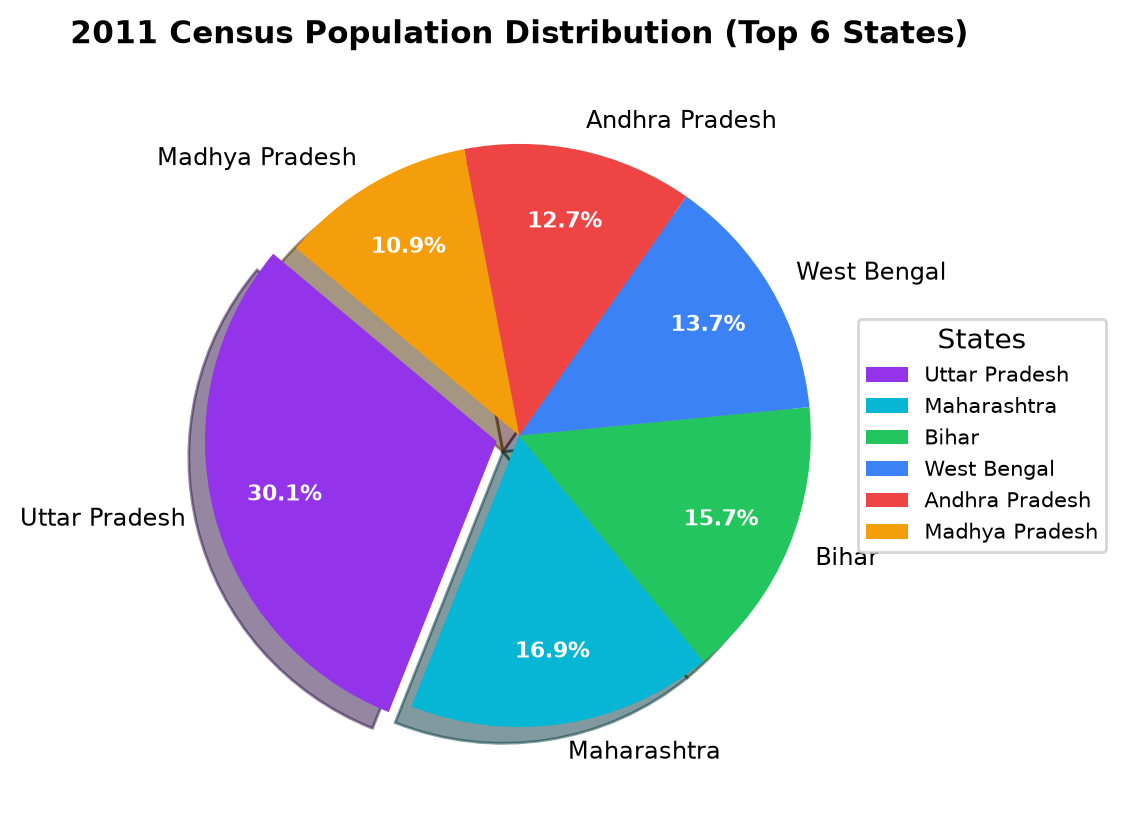 2011 Census Population Distribution (Top 6 States)
Andhra Pradesh
Madhya Pradesh
12.7%
10.9%
West Bengal
13.7%
States
Uttar Pradesh
Maharashtra
Bihar
West Bengal
Andhra Pradesh
Madhya Pradesh
30.1%
Uttar Pradesh
15.7%
Bihar
16.9%
Maharashtra